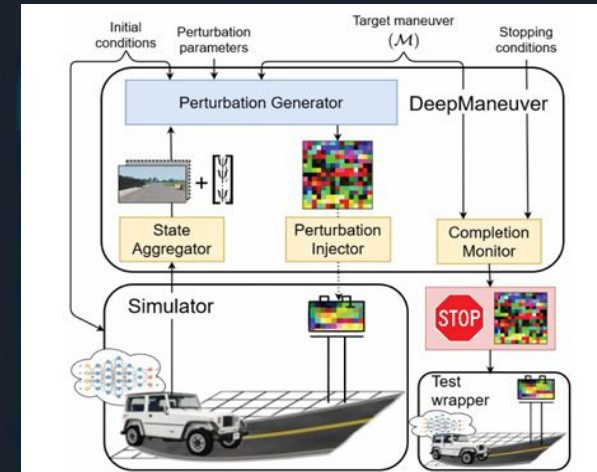 Initial
conditions
Perturbation
parameters
Target maneuver
(M)
Stopping
conditions
Perturbation Generator
DeepManeuver
+
State
Aggregator
Perturbation
Injector
Completion
Monitor
Simulator
STOP
Test
wrapper